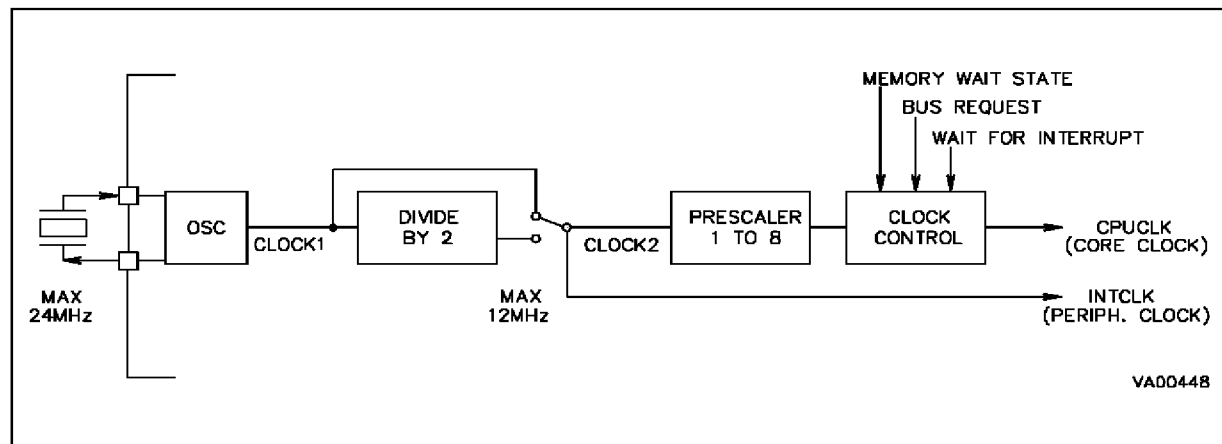 MEMORY WAIT STATE
BUS REQUEST
WAIT FOR INTERRUPT
OSC
CLOCK1
DIVIDE
BY 2
CLOCK2
PRESCALER
1 TO 8
CLOCK
CONTROL
CPUCLK
(CORE CLOCK)
MAX
24MHz
MAX
12MHz
INTCLK
(PERIPH. CLOCK)
VA00448